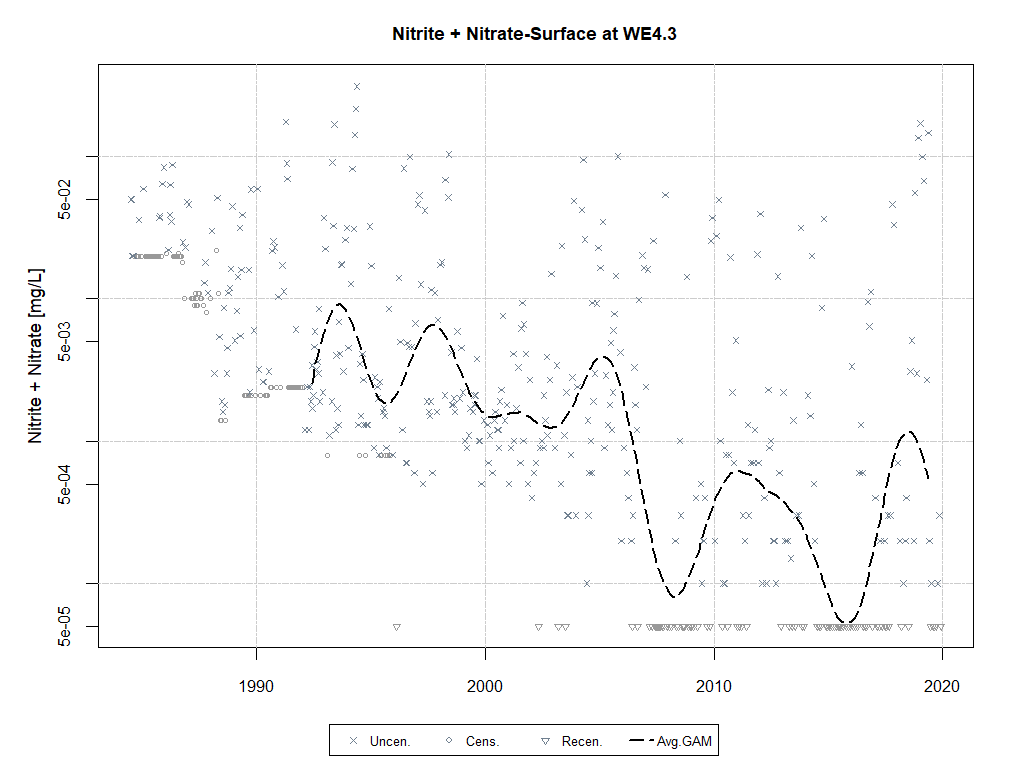 Nitrite + Nitrate-Surface at WE4.3
Nitrite + Nitrate [mg/L]
5e-02
5e-03
5e-04
5e-05
1990 2000 2010 2020
Uncen. Cens. Recen. Avg.GAM